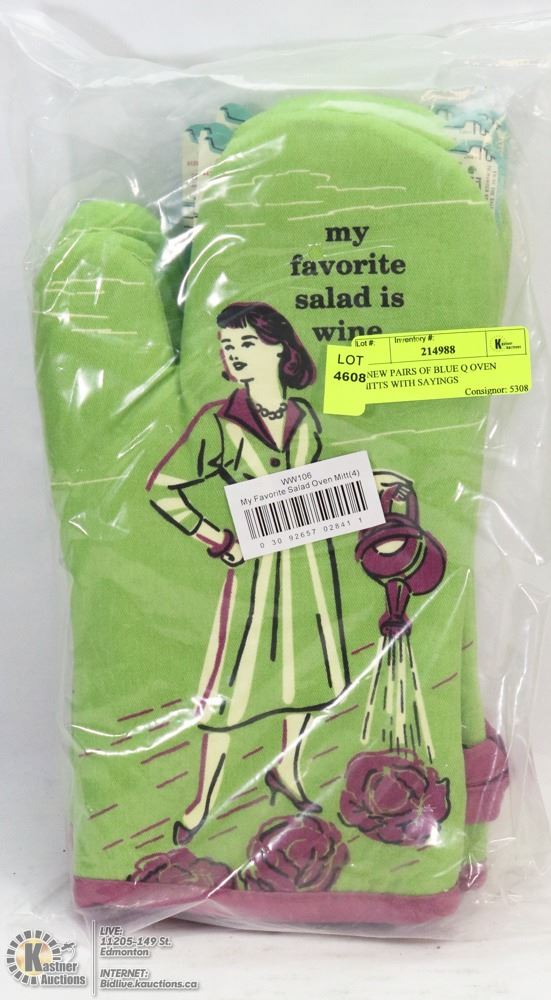 my
favorite
salad is
wine
LOT
4608
Lot #:
Inventory #:
214988
Kastner
Auctions
NEW PAIRS OF BLUE Q OVEN
MITTS WITH SAYINGS
Consignor: 5308
WW106
My Favorite Salad Oven Mitt(4)
0 30 92657 02841 1
Kastner
Auctions
LIVE:
11205-149 St.
Edmonton
INTERNET:
Bidlive.kauctions.ca